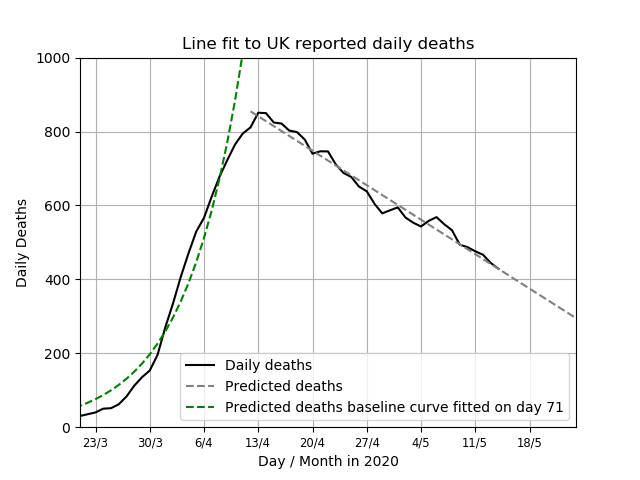 Line fit to UK reported daily deaths
1000
800
600
400
200
0
Daily Deaths
Daily deaths
Predicted deaths
Predicted deaths baseline curve fitted on day 71
23/3 30/3 6/4 13/4 20/4 27/4 4/5 11/5 18/5
Day / Month in 2020